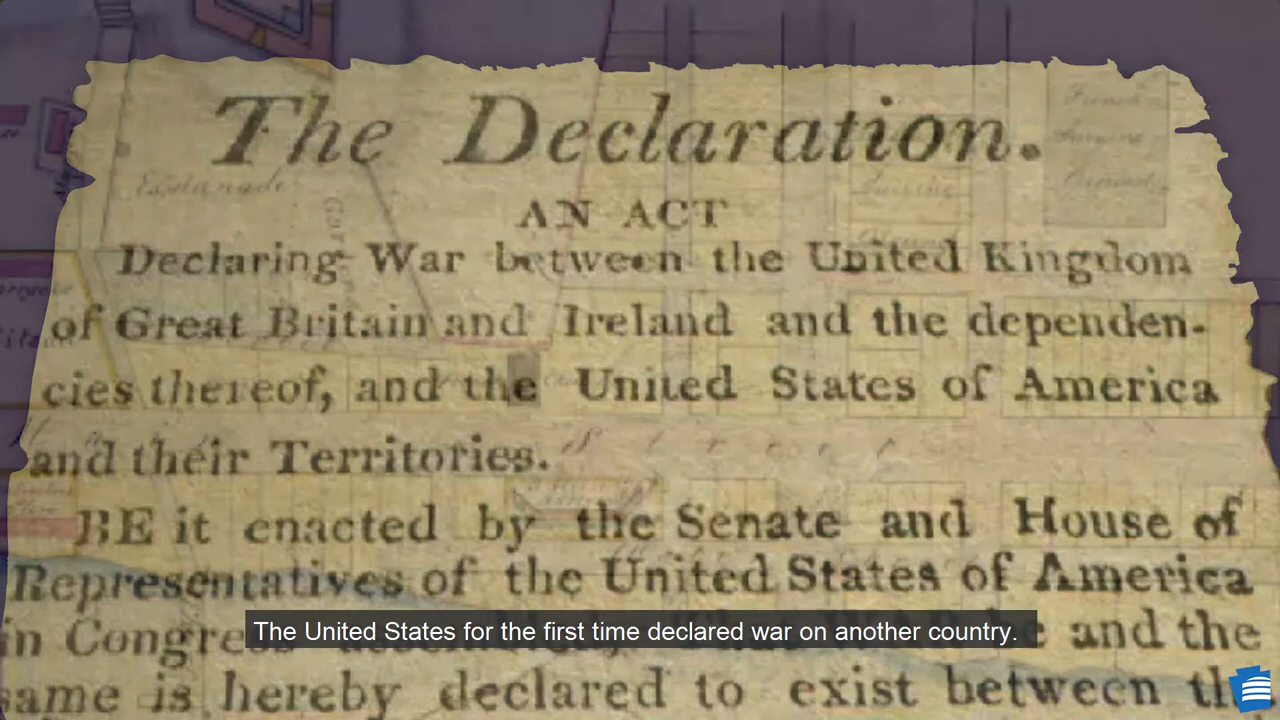 The Declaration.
AN ACT
Declaring War between the United Kingdom
of Great Britain and Ireland and the dependen-
cies thereof, and the United States of America
and their Territories.
BE it enacted by the Senate and House of
Representatives of the United States of America
in Congress and the
The United States for the first time declared war on another country.
same is hereby declared to exist between
Esplanade